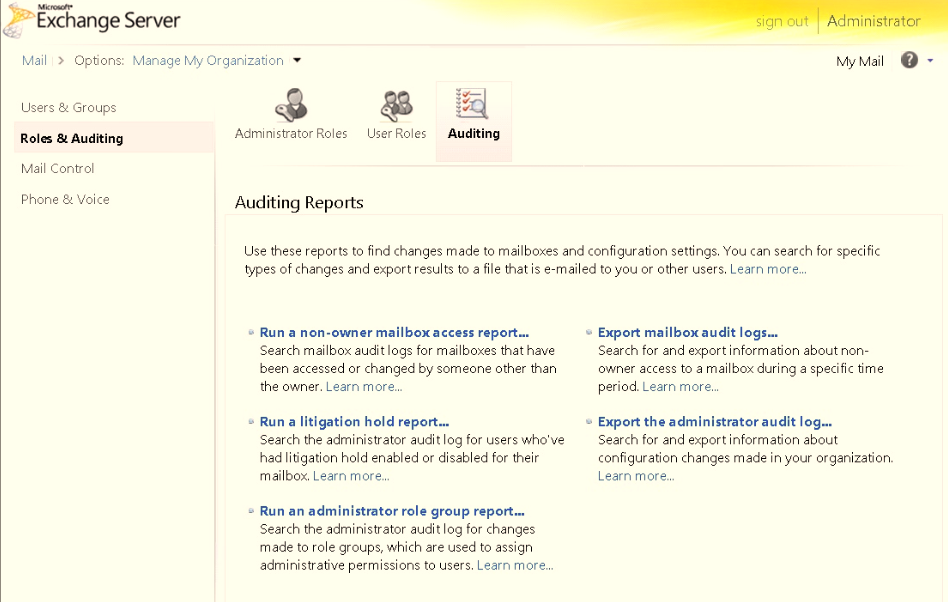 Microsoft®
Exchange Server
sign out Administrator
Mail > Options: Manage My Organization
My Mail ?
Users & Groups
Roles & Auditing
Mail Control
Phone & Voice
Administrator Roles User Roles Auditing
Auditing Reports
Use these reports to find changes made to mailboxes and configuration settings. You can search for specific
types of changes and export results to a file that is e-mailed to you or other users. Learn more...
Run a non-owner mailbox access report...
Search mailbox audit logs for mailboxes that have
been accessed or changed by someone other than
the owner. Learn more...
Run a litigation hold report...
Search the administrator audit log for users who've
had litigation hold enabled or disabled for their
mailbox. Learn more...
Run an administrator role group report...
Search the administrator audit log for changes
made to role groups, which are used to assign
administrative permissions to users. Learn more...
Export mailbox audit logs...
Search for and export information about non-
owner access to a mailbox during a specific time
period. Learn more...
Export the administrator audit log...
Search for and export information about
configuration changes made in your organization.
Learn more...